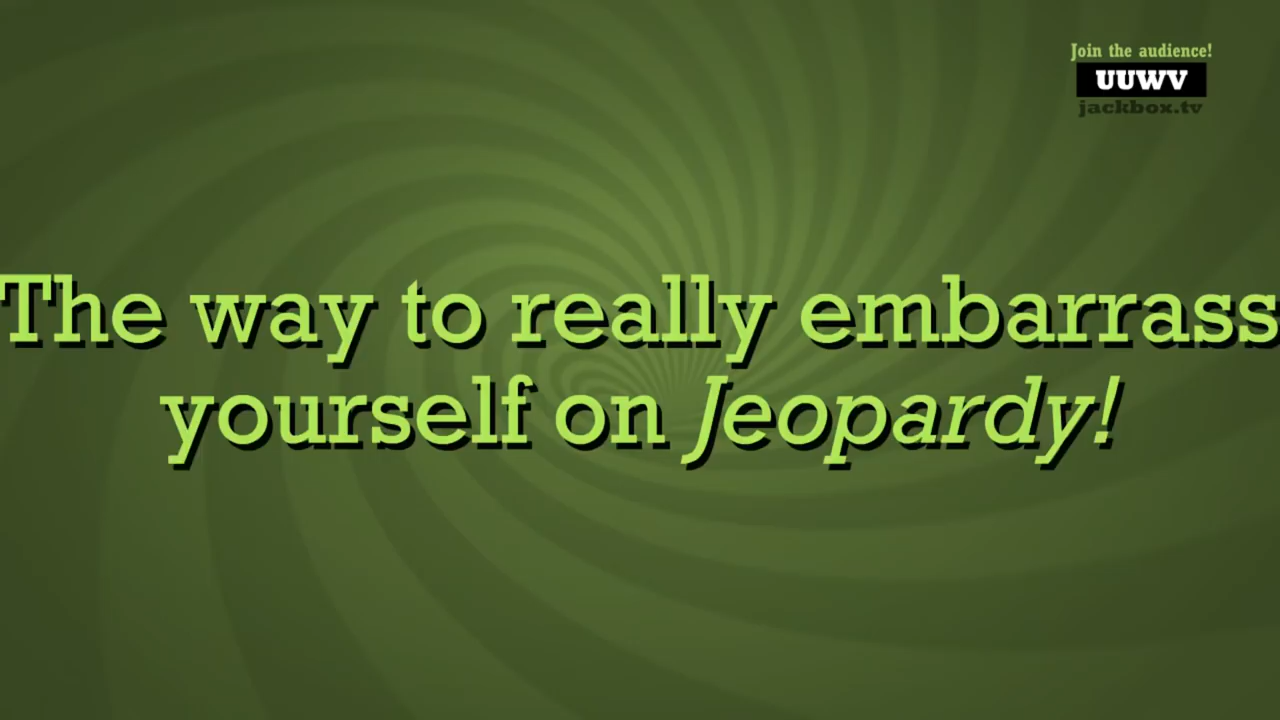 Join the audience!
UUWV
jackbox.tv
The way to really embarrass
yourself on Jeopardy!